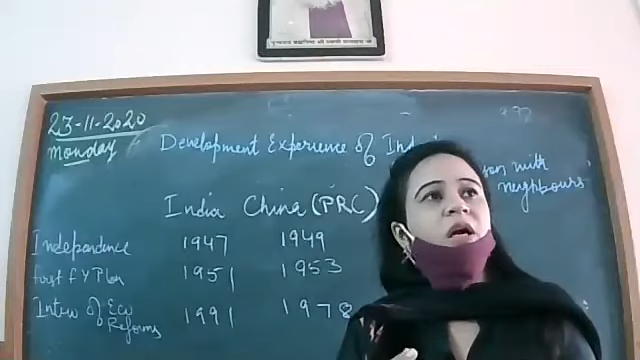 23-11-2020
Monday
Development Experience of Ind
with
neighbours'
India China (PRC)
Independence 1947 1949
first FYPlan 1951 1953
Intro of Eco Reforms 1991 1978